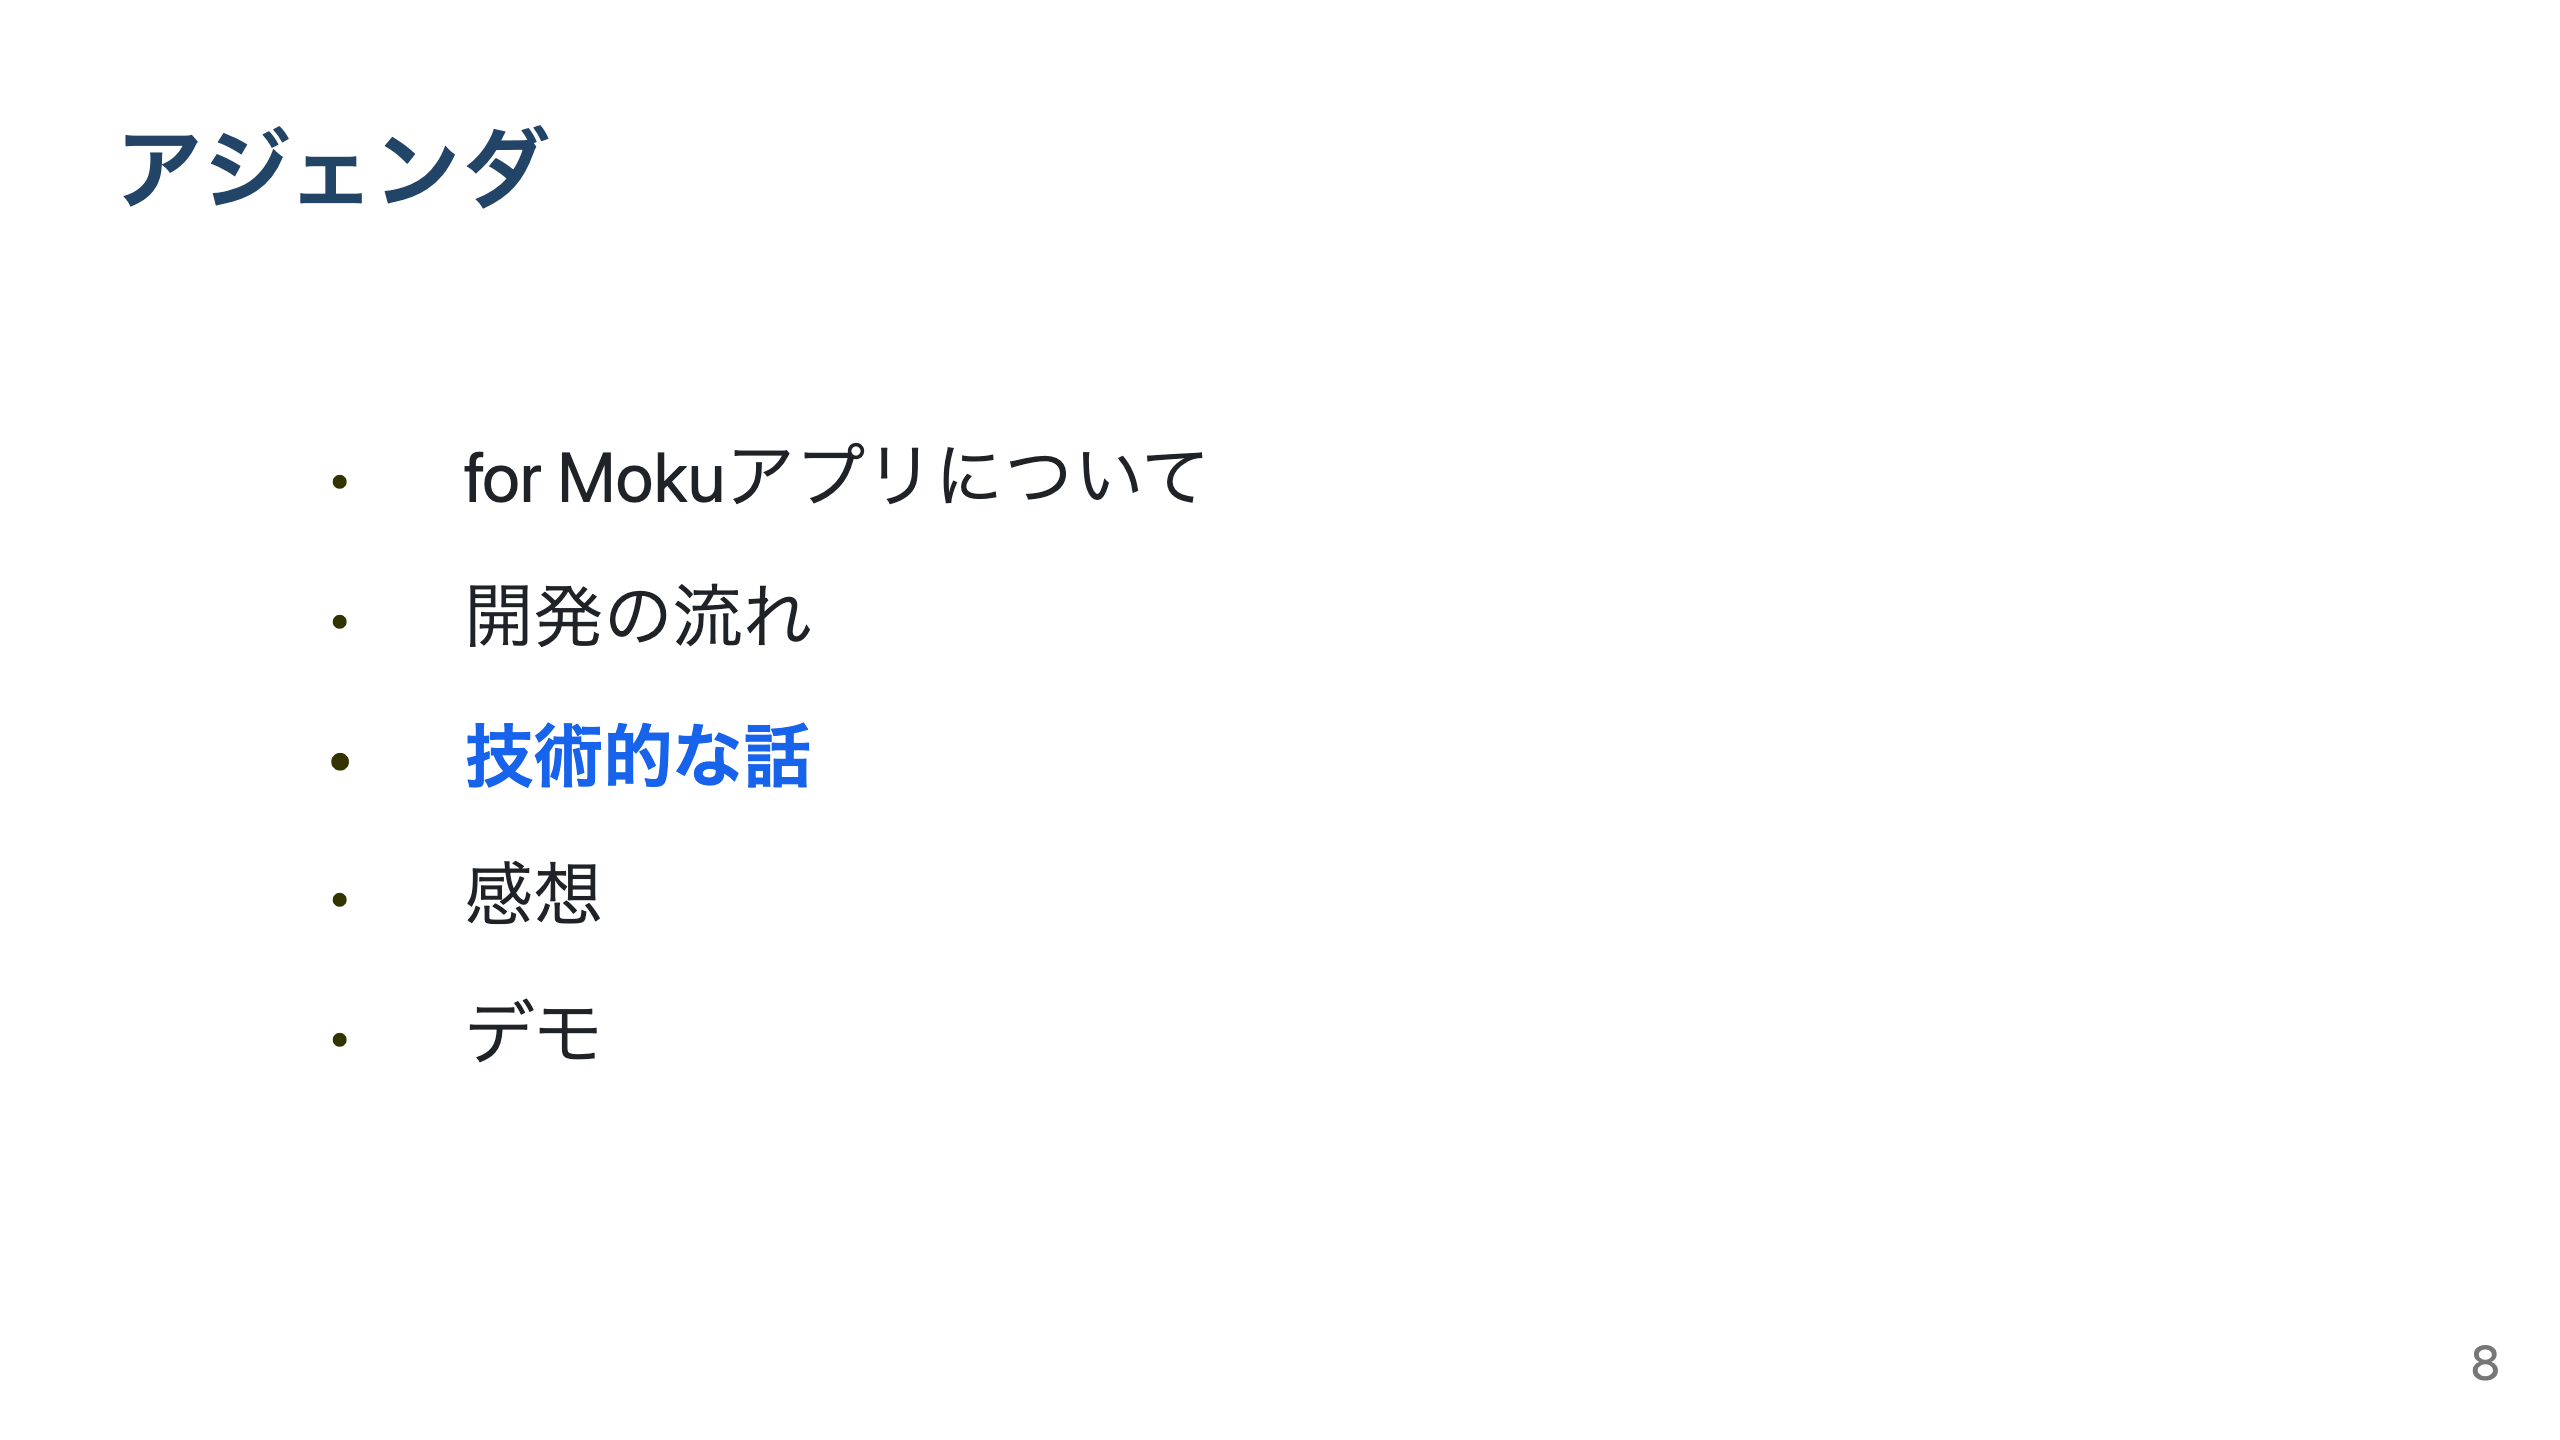 アジェンダ
• for Mokuアプリについて
• 開発の流れ
• 技術的な話
• 感想
• デモ
8